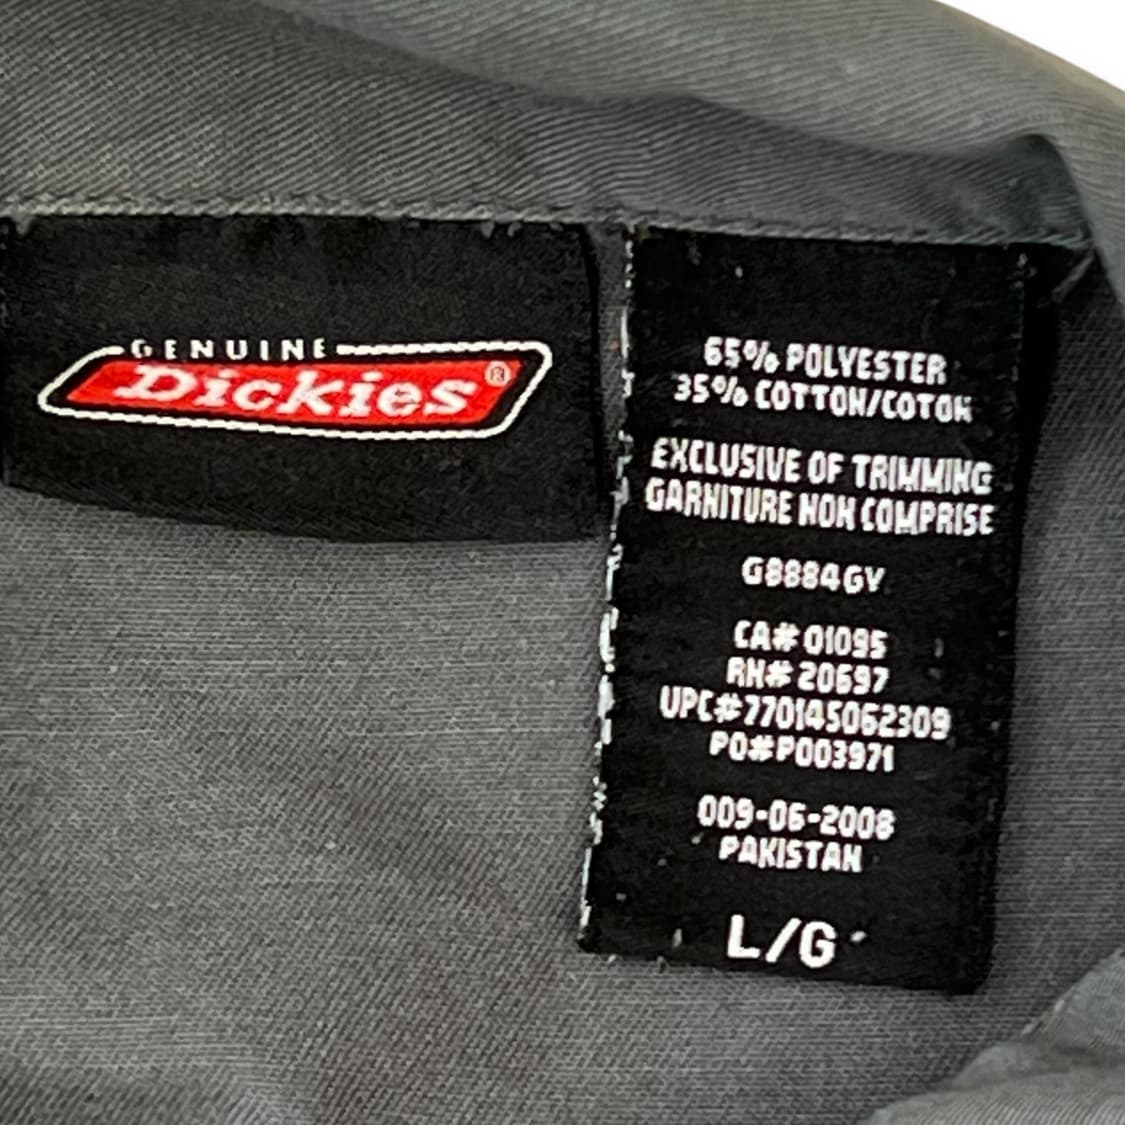 GENUINE
Dickies®
65% POLYESTER
35% COTTON/COTON
EXCLUSIVE OF TRIMMING
GARNITURE NON COMPRISE
G8884GY
CA# 01095
RN# 20697
UPC#770145062309
PO#P003971
009-06-2008
PAKISTAN
L/G